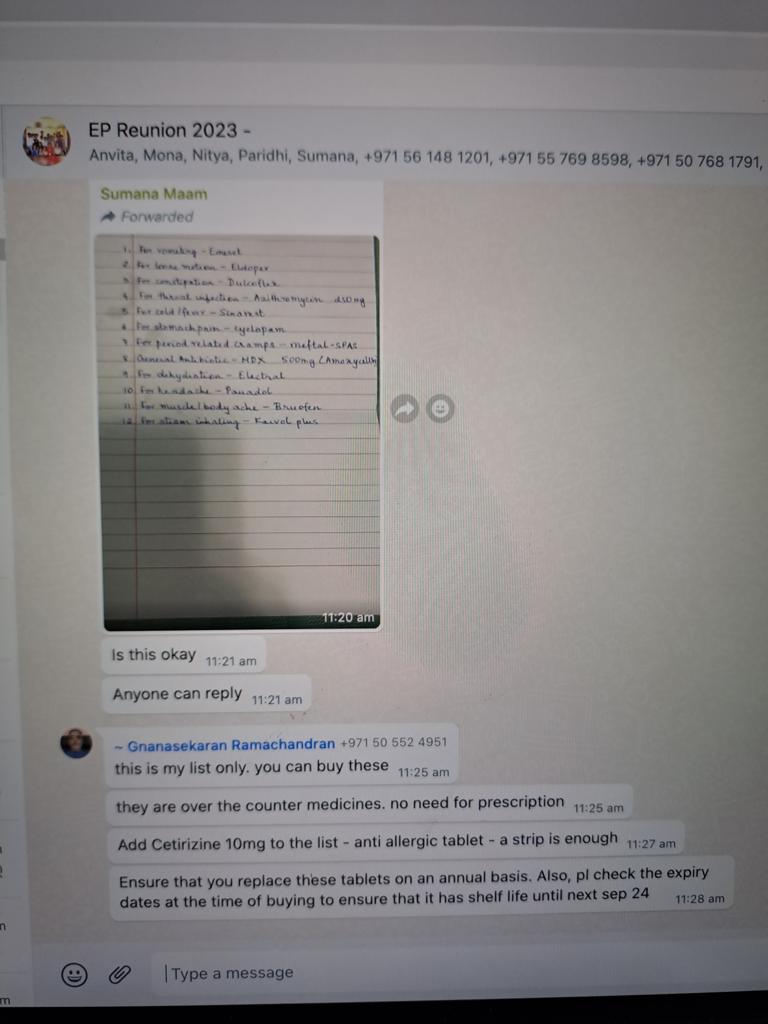 EP Reunion 2023 -
Anvita, Mona, Nitya, Paridhi, Sumana, +971 56 148 1201, +971 55 769 8598, +971 50 768 1791,
Sumana Maam
Forwarded
1. For vomiting - Emeset
2. For loose motion - Eldoper
3 For constipation - Dulcoflex
4 For throat infection - Azithromycin 250mg
5 For cold/fever - Sinarest
6 For stomach pain - cyclopam
7 For period related cramps - meftal-SPAS
8 General Antibiotic - MOX 500mg (Amoxycillin
9 For dehydration - Electral
10 For headache - Panadol
11. For muscle/body ache - Bruofen
12 For steam inhaling - Karvol plus
11:20 am
Is this okay 11:21 am
Anyone can reply 11:21 am
~ Gnanasekaran Ramachandran +971 50 552 4951
this is my list only. you can buy these 11:25 am
they are over the counter medicines. no need for prescription 11:25 am
Add Cetirizine 10mg to the list - anti allergic tablet - a strip is enough 11:27 am
Ensure that you replace these tablets on an annual basis. Also, pl check the expiry
dates at the time of buying to ensure that it has shelf life until next sep 24 11:28 am
Type a message